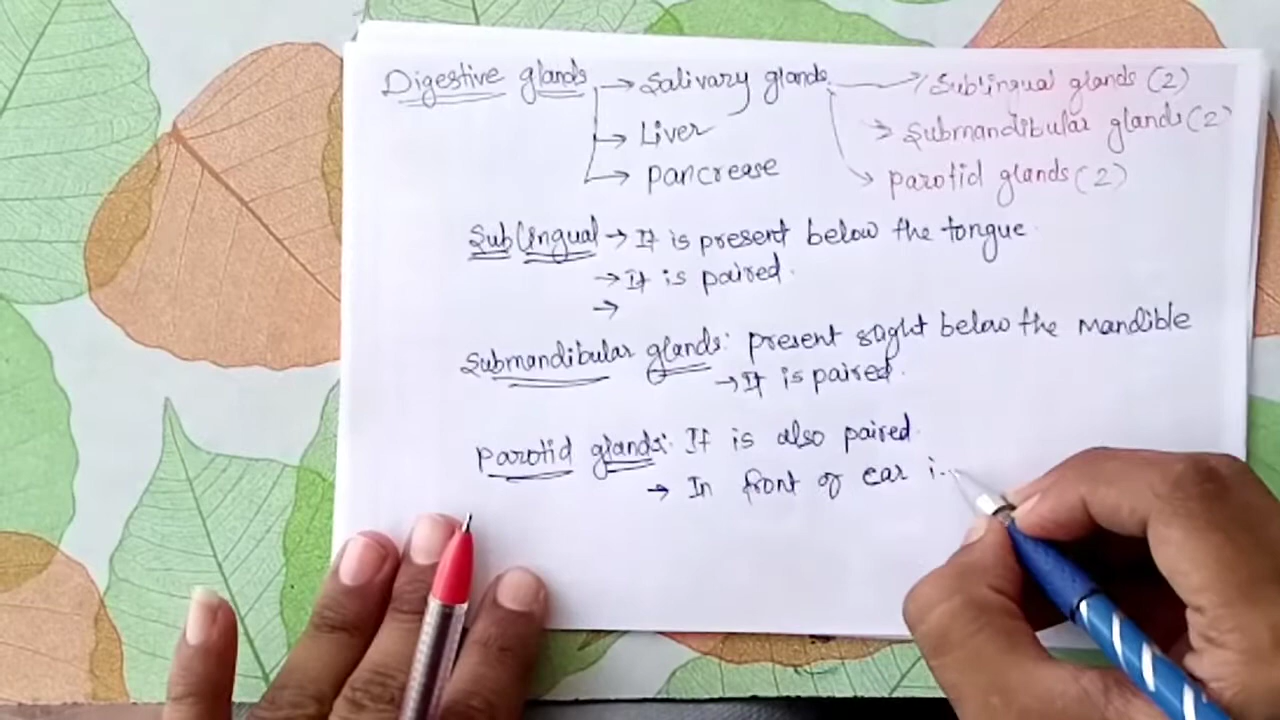 Digestive glands → Salivary glands → Sublingual glands (2)
→ Liver → Submandibular glands (2)
→ Pancrease → parotid glands (2)
Sublingual → It is present below the tongue.
→ It is paired.
→
Submandibular glands: present below the Mandible
→ It is paired.
Parotid glands: It is also paired.
→ In front of ear i